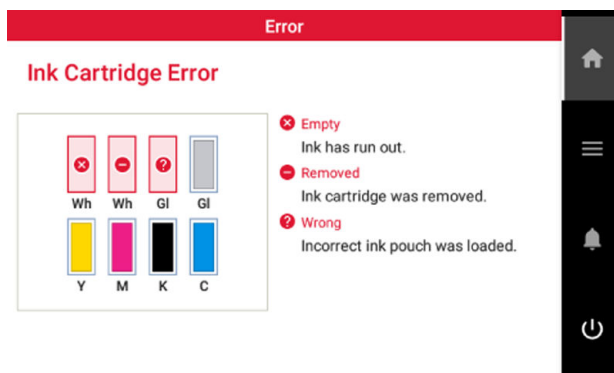 Error
Ink Cartridge Error
Wh Wh Gl Gl
Y M K C
Empty
Ink has run out.
Removed
Ink cartridge was removed.
Wrong
Incorrect ink pouch was loaded.